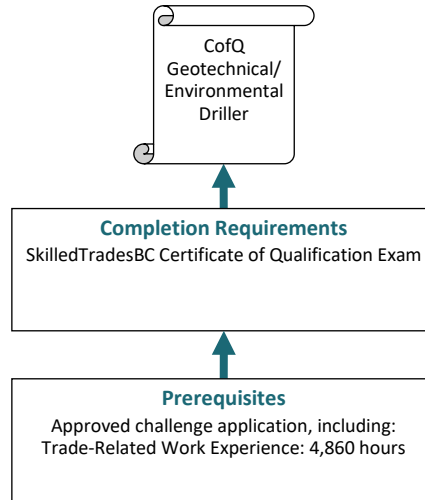 CofQ
Geotechnical/
Environmental
Driller
Completion Requirements
SkilledTradesBC Certificate of Qualification Exam
Prerequisites
Approved challenge application, including:
Trade-Related Work Experience: 4,860 hours